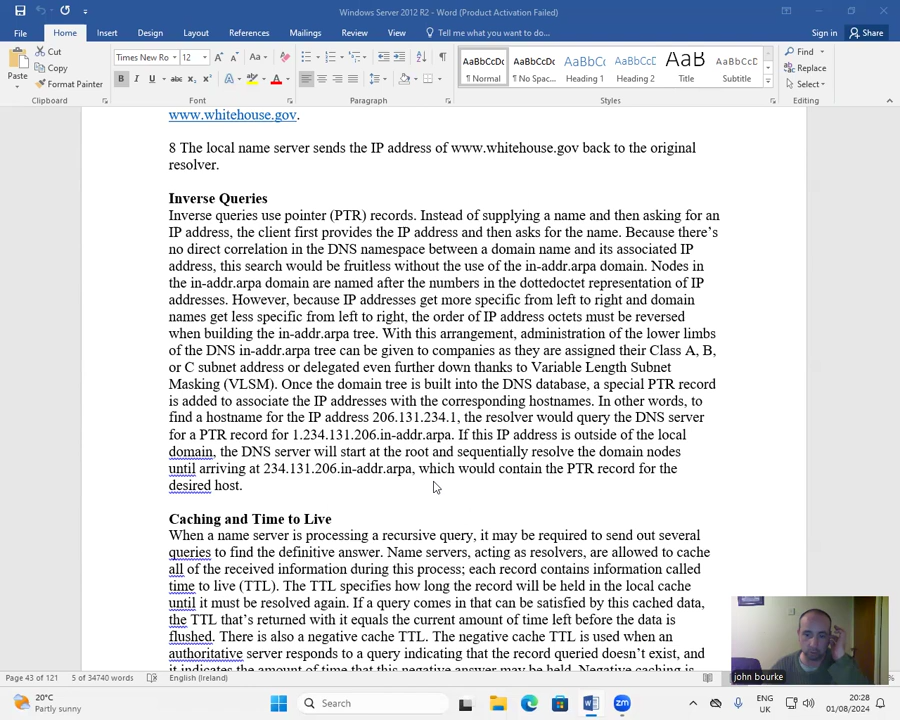 Windows Server 2012 R2 - Word (Product Activation Failed)
File Home Insert Design Layout References Mailings Review View Tell me what you want to do... Sign in Share
Paste Cut Copy Format Painter
Times New Ro 12
AaBbCcDc AaBbCcDc AaBbCc AaBbCcC AaB AaBbCcC
¶ Normal ¶ No Spac... Heading 1 Heading 2 Title Subtitle
Find Replace Select
Clipboard Font Paragraph Styles Editing
www.whitehouse.gov.
8 The local name server sends the IP address of www.whitehouse.gov back to the original
resolver.
Inverse Queries
Inverse queries use pointer (PTR) records. Instead of supplying a name and then asking for an
IP address, the client first provides the IP address and then asks for the name. Because there's
no direct correlation in the DNS namespace between a domain name and its associated IP
address, this search would be fruitless without the use of the in-addr.arpa domain. Nodes in
the in-addr.arpa domain are named after the numbers in the dottedoctet representation of IP
addresses. However, because IP addresses get more specific from left to right and domain
names get less specific from left to right, the order of IP address octets must be reversed
when building the in-addr.arpa tree. With this arrangement, administration of the lower limbs
of the DNS in-addr.arpa tree can be given to companies as they are assigned their Class A, B,
or C subnet address or delegated even further down thanks to Variable Length Subnet
Masking (VLSM). Once the domain tree is built into the DNS database, a special PTR record
is added to associate the IP addresses with the corresponding hostnames. In other words, to
find a hostname for the IP address 206.131.234.1, the resolver would query the DNS server
for a PTR record for 1.234.131.206.in-addr.arpa. If this IP address is outside of the local
domain, the DNS server will start at the root and sequentially resolve the domain nodes
until arriving at 234.131.206.in-addr.arpa, which would contain the PTR record for the
desired host.
Caching and Time to Live
When a name server is processing a recursive query, it may be required to send out several
queries to find the definitive answer. Name servers, acting as resolvers, are allowed to cache
all of the received information during this process; each record contains information called
time to live (TTL). The TTL specifies how long the record will be held in the local cache
until it must be resolved again. If a query comes in that can be satisfied by this cached data,
the TTL that's returned with it equals the current amount of time left before the data is
flushed. There is also a negative cache TTL. The negative cache TTL is used when an
authoritative server responds to a query indicating that the record queried doesn't exist, and
it indicates the amount of time that this negative answer may be held. Negative caching is
john bourke
Page 43 of 121 5 of 34740 words English (Ireland)
20°C
Partly sunny
Search
ENG
UK
20:28
01/08/2024